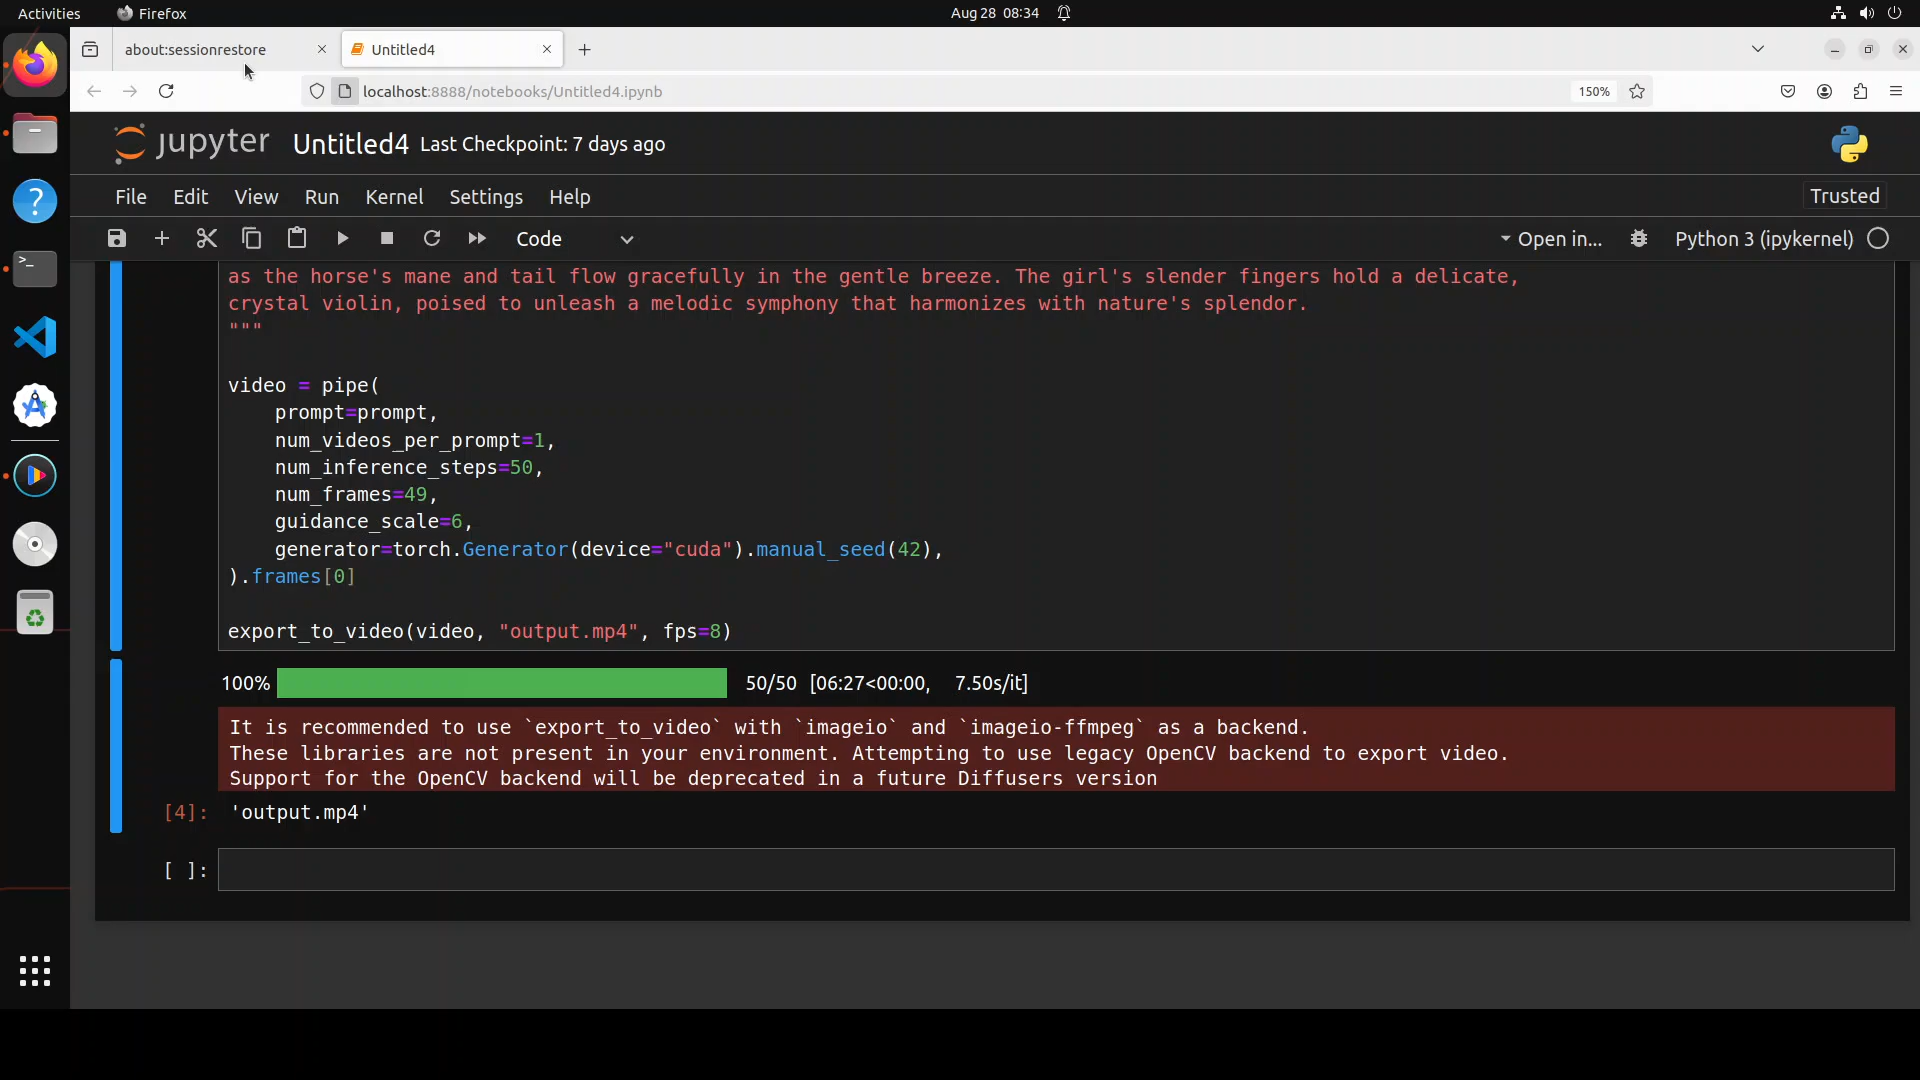 Activities
Firefox
Aug 28 08:34
about:sessionrestore
Untitled4
localhost:8888/notebooks/Untitled4.ipynb
150%
jupyter
Untitled4
Last Checkpoint: 7 days ago
File
Edit
View
Run
Kernel
Settings
Help
Trusted
Code
Open in...
Python 3 (ipykernel)
as the horse's mane and tail flow gracefully in the gentle breeze. The girl's slender fingers hold a delicate,
crystal violin, poised to unleash a melodic symphony that harmonizes with nature's splendor.
"""
video = pipe(
    prompt=prompt,
    num_videos_per_prompt=1,
    num_inference_steps=50,
    num_frames=49,
    guidance_scale=6,
    generator=torch.Generator(device="cuda").manual_seed(42),
).frames[0]
export_to_video(video, "output.mp4", fps=8)
100% 50/50 [06:27<00:00, 7.50s/it]
It is recommended to use `export_to_video` with `imageio` and `imageio-ffmpeg` as a backend.
These libraries are not present in your environment. Attempting to use legacy OpenCV backend to export video.
Support for the OpenCV backend will be deprecated in a future Diffusers version
[4]: 'output.mp4'
[ ]: